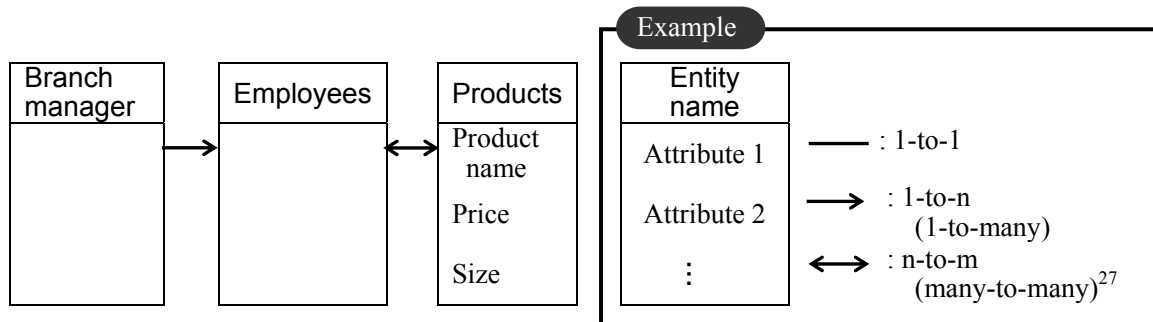 Example
Branch
manager
Employees
Products
Product
name
Price
Size
Entity
name
Attribute 1
Attribute 2
⋮
: 1-to-1
: 1-to-n
(1-to-many)
: n-to-m
(many-to-many)27